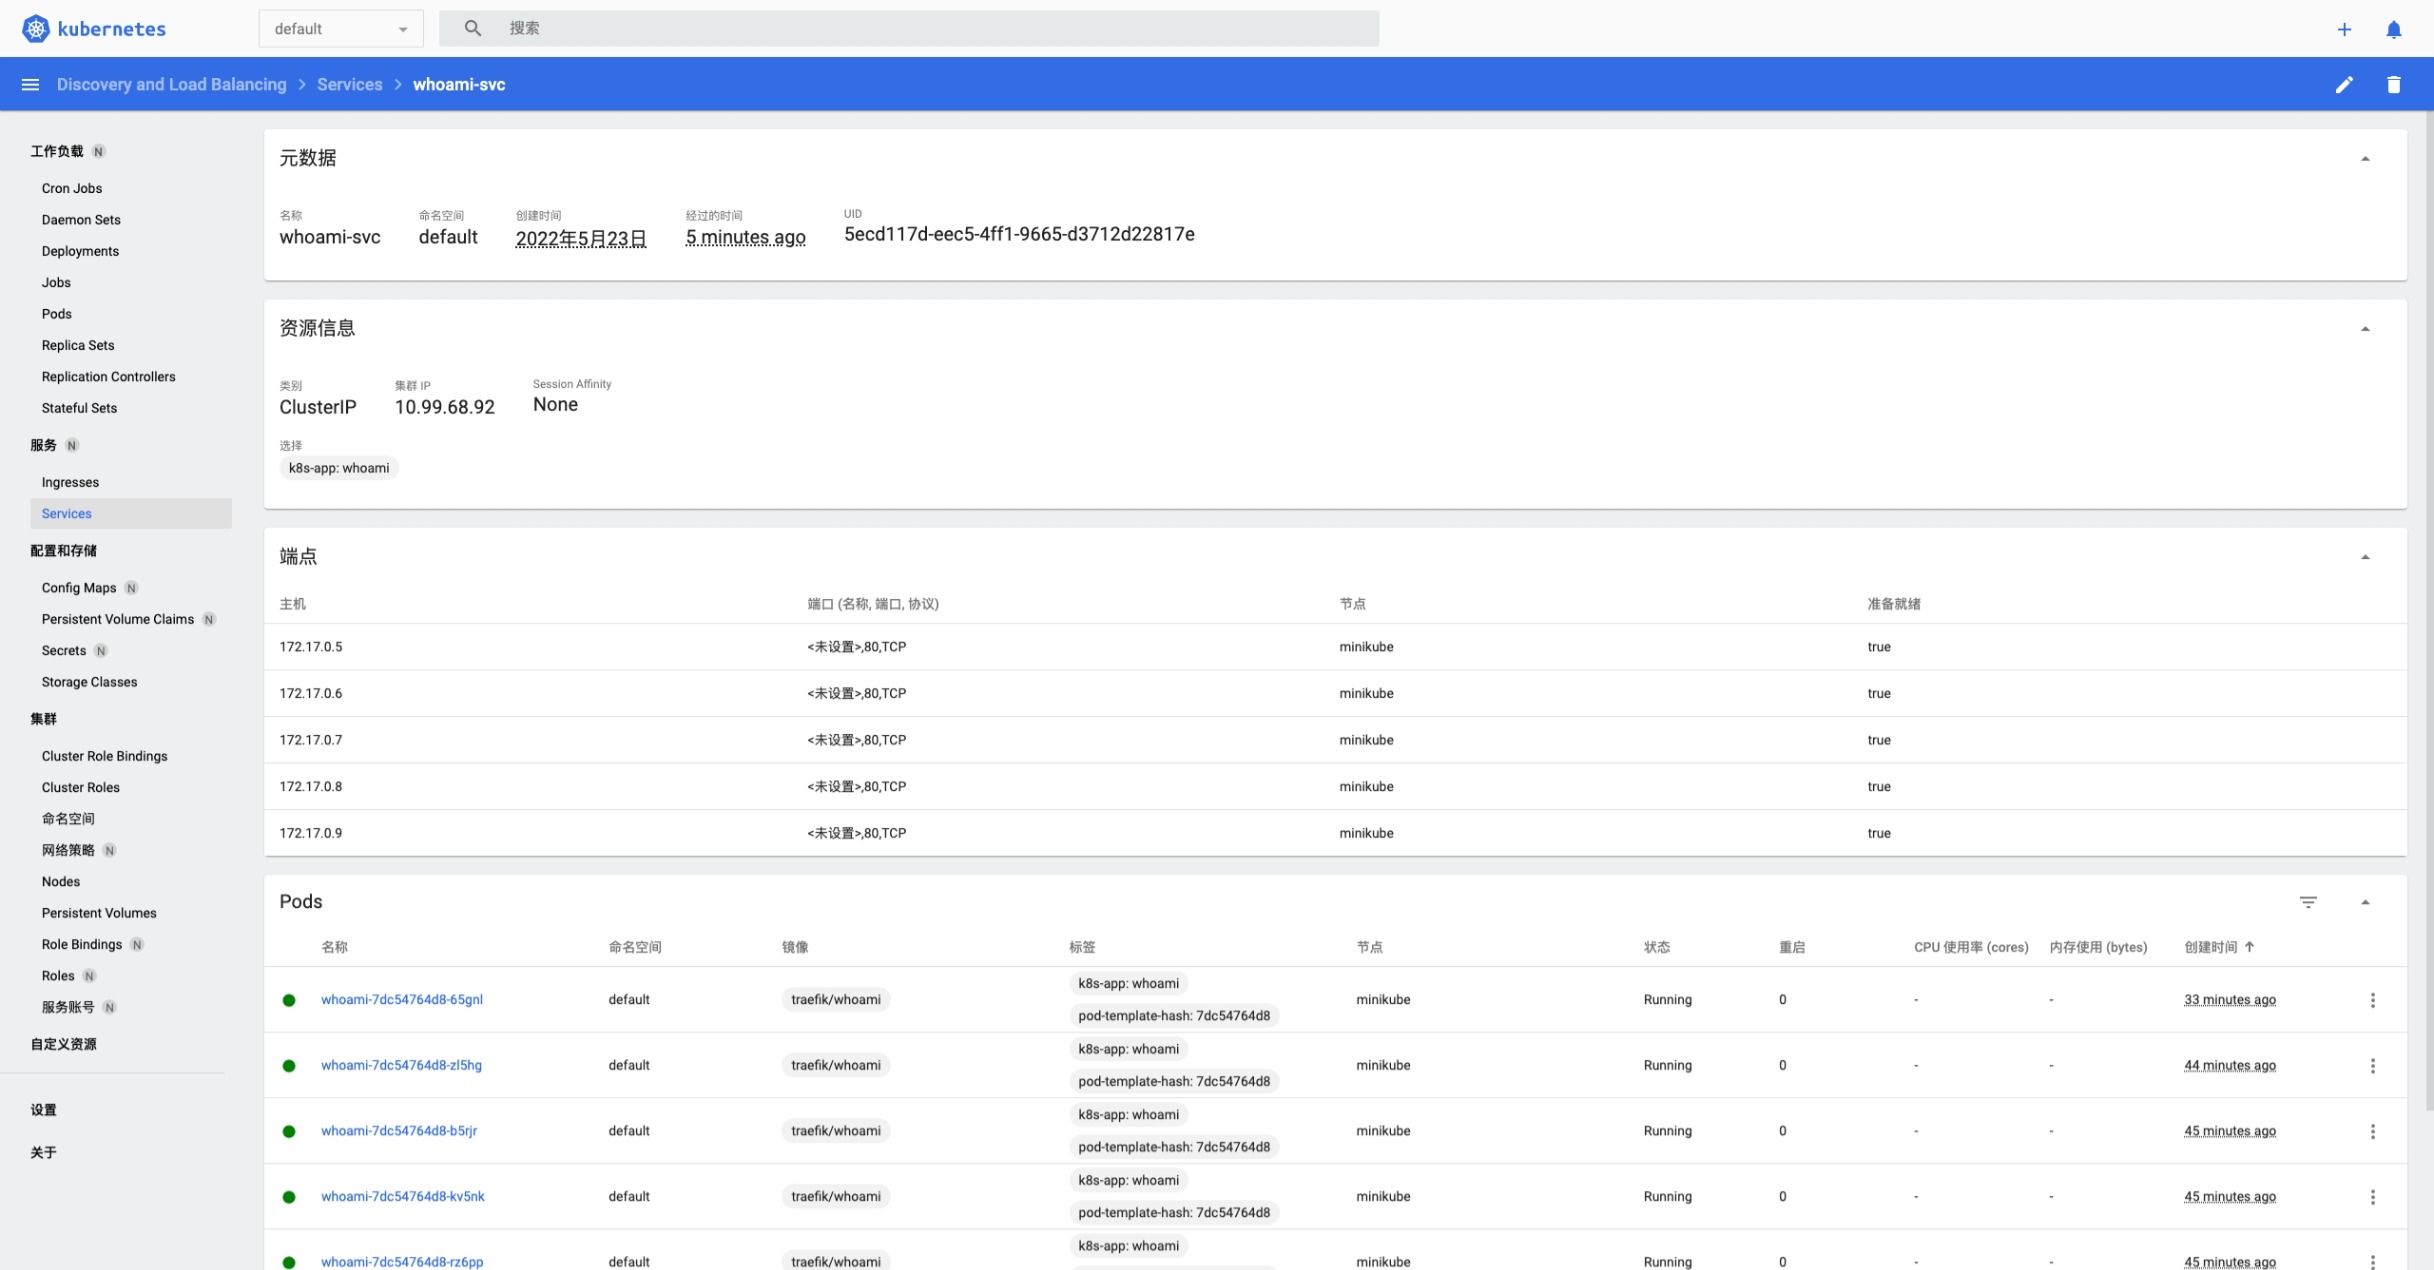 kubernetes
default
搜索
Discovery and Load Balancing > Services > whoami-svc
工作负载 N
Cron Jobs
Daemon Sets
Deployments
Jobs
Pods
Replica Sets
Replication Controllers
Stateful Sets
服务 N
Ingresses
Services
配置和存储
Config Maps N
Persistent Volume Claims N
Secrets N
Storage Classes
集群
Cluster Role Bindings
Cluster Roles
命名空间
网络策略 N
Nodes
Persistent Volumes
Role Bindings N
Roles N
服务账号 N
自定义资源
设置
关于
元数据
名称 命名空间 创建时间 经过的时间 UID
whoami-svc default 2022年5月23日 5 minutes ago 5ecd117d-eec5-4ff1-9665-d3712d22817e
资源信息
类别 集群 IP Session Affinity
ClusterIP 10.99.68.92 None
选择
k8s-app: whoami
端点
主机 端口 (名称, 端口, 协议) 节点 准备就绪
172.17.0.5 <未设置>,80,TCP minikube true
172.17.0.6 <未设置>,80,TCP minikube true
172.17.0.7 <未设置>,80,TCP minikube true
172.17.0.8 <未设置>,80,TCP minikube true
172.17.0.9 <未设置>,80,TCP minikube true
Pods
名称 命名空间 镜像 标签 节点 状态 重启 CPU 使用率 (cores) 内存使用 (bytes) 创建时间 ↑
k8s-app: whoami
whoami-7dc54764d8-65gnl default traefik/whoami minikube Running 0 - - 33 minutes ago
pod-template-hash: 7dc54764d8
k8s-app: whoami
whoami-7dc54764d8-zl5hg default traefik/whoami minikube Running 0 - - 44 minutes ago
pod-template-hash: 7dc54764d8
k8s-app: whoami
whoami-7dc54764d8-b5rjr default traefik/whoami minikube Running 0 - - 45 minutes ago
pod-template-hash: 7dc54764d8
k8s-app: whoami
whoami-7dc54764d8-kv5nk default traefik/whoami minikube Running 0 - - 45 minutes ago
pod-template-hash: 7dc54764d8
k8s-app: whoami
whoami-7dc54764d8-rz6pp default traefik/whoami minikube Running 0 - - 45 minutes ago